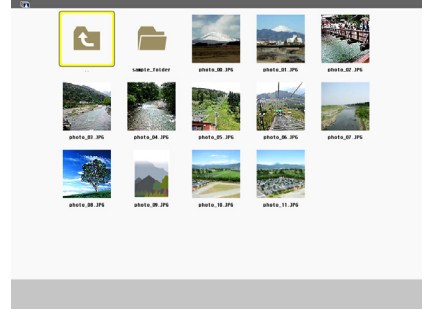 ...
sample_folder
photo_00.JPG
photo_01.JPG
photo_02.JPG
photo_03.JPG
photo_04.JPG
photo_05.JPG
photo_06.JPG
photo_07.JPG
photo_08.JPG
photo_09.JPG
photo_10.JPG
photo_11.JPG